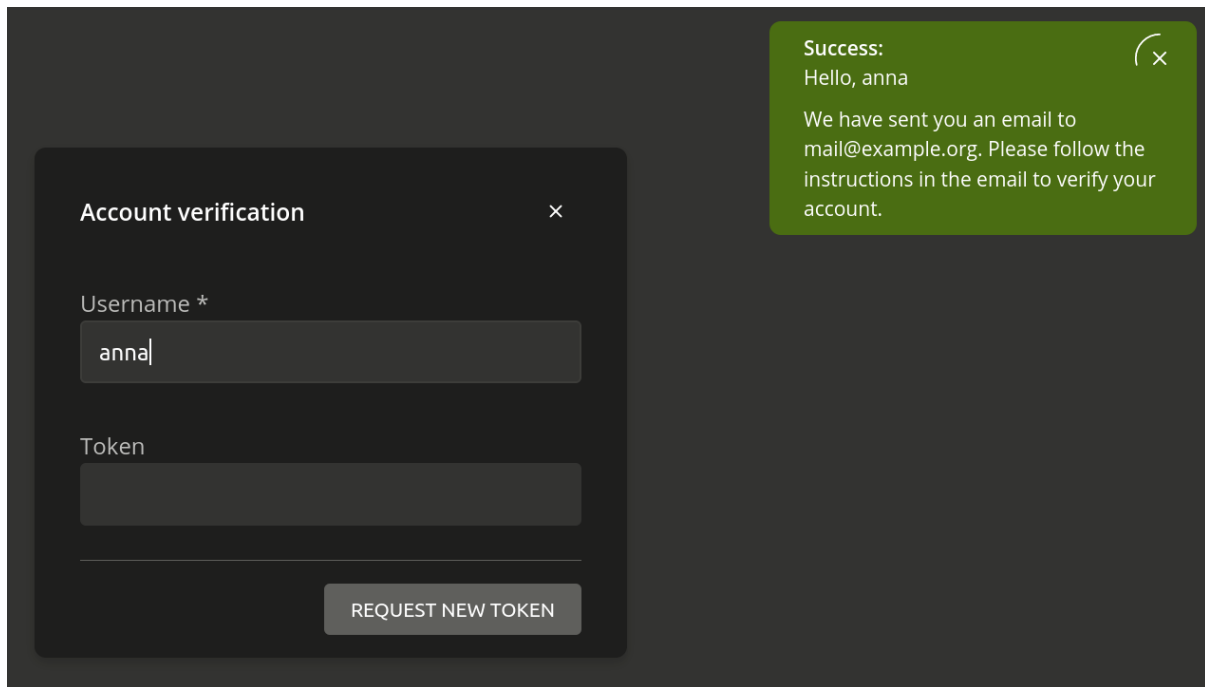 Success:
Hello, anna
We have sent you an email to
mail@example.org. Please follow the
instructions in the email to verify your
account.
Account verification
Username *
anna
Token
REQUEST NEW TOKEN